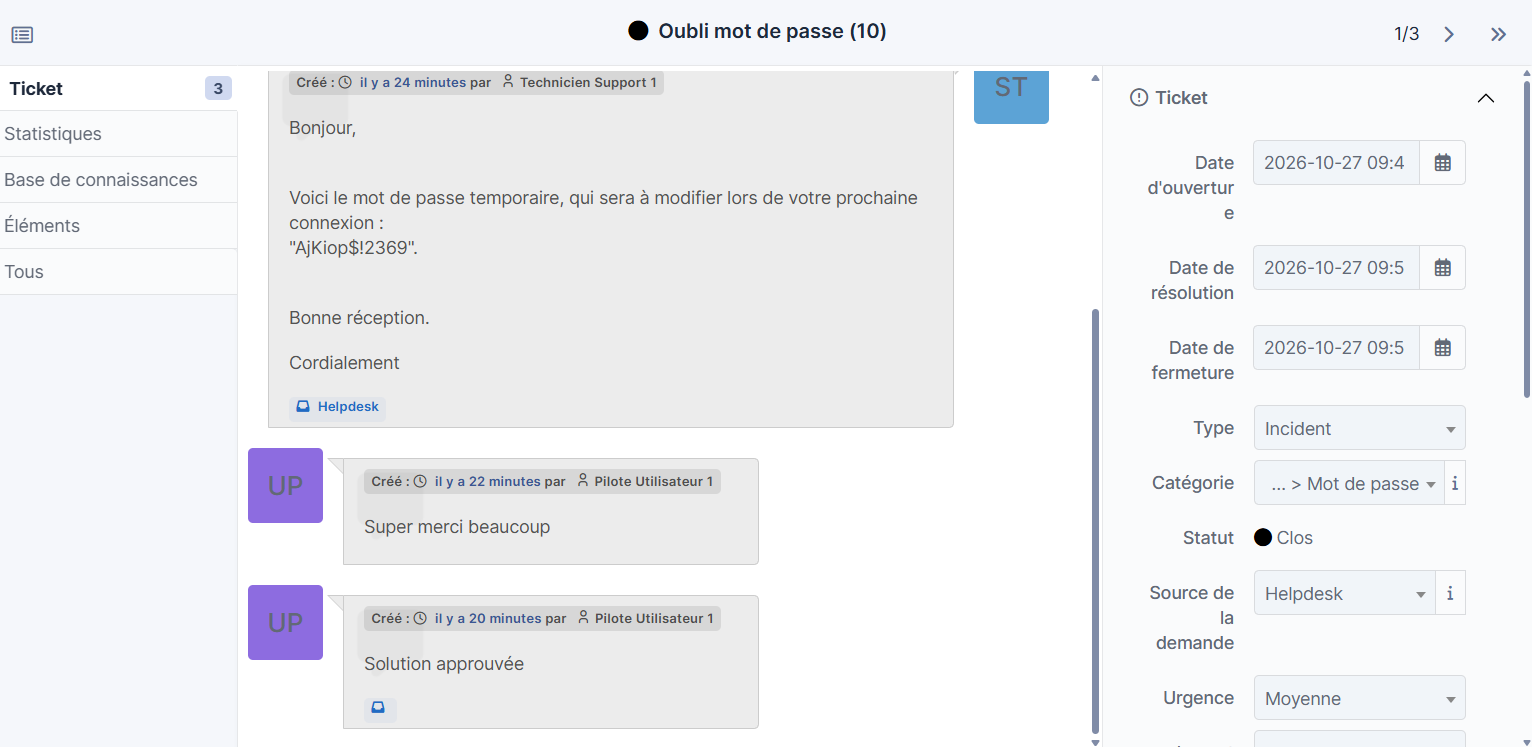 Oubli mot de passe (10)
1/3
Ticket 3
Statistiques
Base de connaissances
Éléments
Tous
Créé : il y a 24 minutes par Technicien Support 1
ST
Bonjour,
Voici le mot de passe temporaire, qui sera à modifier lors de votre prochaine
connexion :
"AjKiop$!2369".
Bonne réception.
Cordialement
Helpdesk
UP
Créé : il y a 22 minutes par Pilote Utilisateur 1
Super merci beaucoup
UP
Créé : il y a 20 minutes par Pilote Utilisateur 1
Solution approuvée
Ticket
Date
d'ouvertur
e
2026-10-27 09:4
Date de
résolution
2026-10-27 09:5
Date de
fermeture
2026-10-27 09:5
Type
Incident
Catégorie
... > Mot de passe
i
Statut
Clos
Source de
la
demande
Helpdesk
i
Urgence
Moyenne